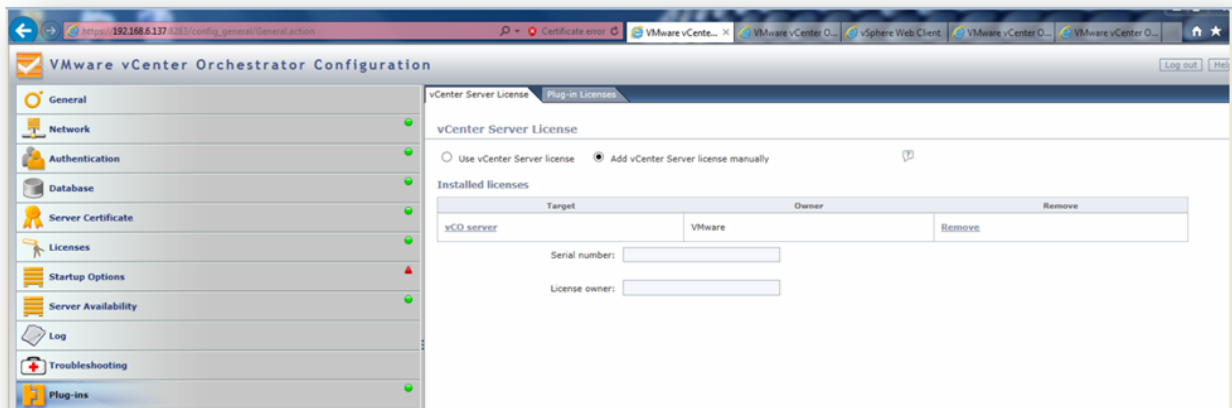 https://192.168.6.137:8283/config_general/General.action
Certificate error
VMware vCente...
VMware vCenter O...
vSphere Web Client
VMware vCenter O...
VMware vCenter O...
VMware vCenter Orchestrator Configuration
Log out
Hel
General
Network
Authentication
Database
Server Certificate
Licenses
Startup Options
Server Availability
Log
Troubleshooting
Plug-ins
vCenter Server License
Plug-in Licenses
vCenter Server License
Use vCenter Server license
Add vCenter Server license manually
Installed licenses
Target Owner Remove
vCO server VMware Remove
Serial number:
License owner: